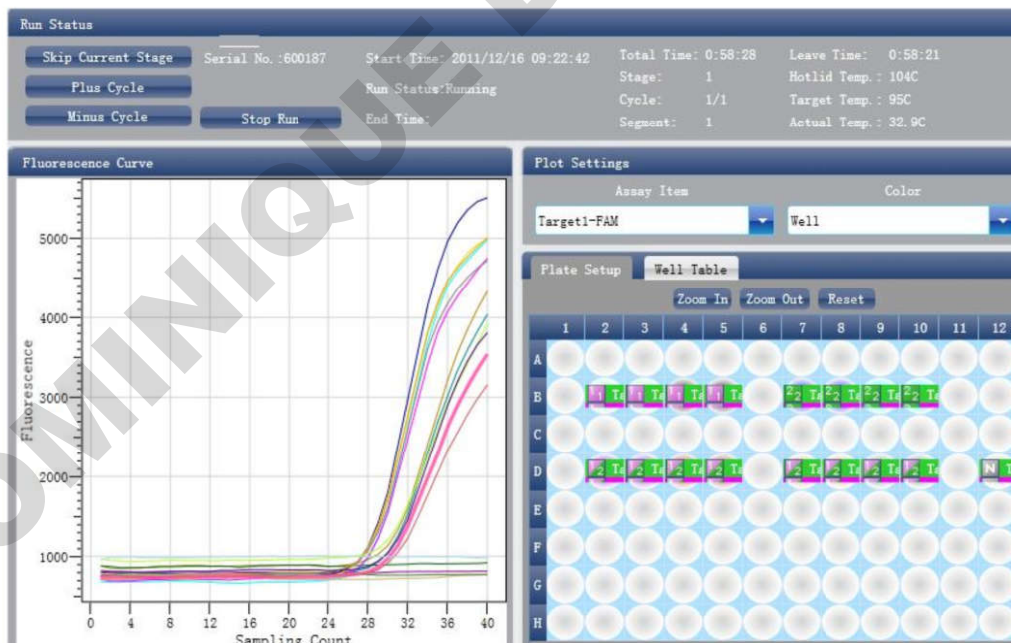 Run Status
Skip Current Stage
Serial No.:600187
Start Time: 2011/12/16 09:22:42
Total Time: 0:58:28
Leave Time: 0:58:21
Plus Cycle
Run Status:Running
Stage: 1
Hotlid Temp.: 104C
Cycle: 1/1
Target Temp.: 95C
Minus Cycle
Stop Run
End Time:
Segment: 1
Actual Temp.: 32.9C
Fluorescence Curve
5000
4000
3000
2000
1000
Fluorescence
0 4 8 12 16 20 24 28 32 36 40
Sampling Count
Plot Settings
Assay Item
Color
Target1-FAM
Well
Plate Setup
Well Table
Zoom In
Zoom Out
Reset
1 2 3 4 5 6 7 8 9 10 11 12
A
B
C
D
E
F
G
H
OMINIQUE